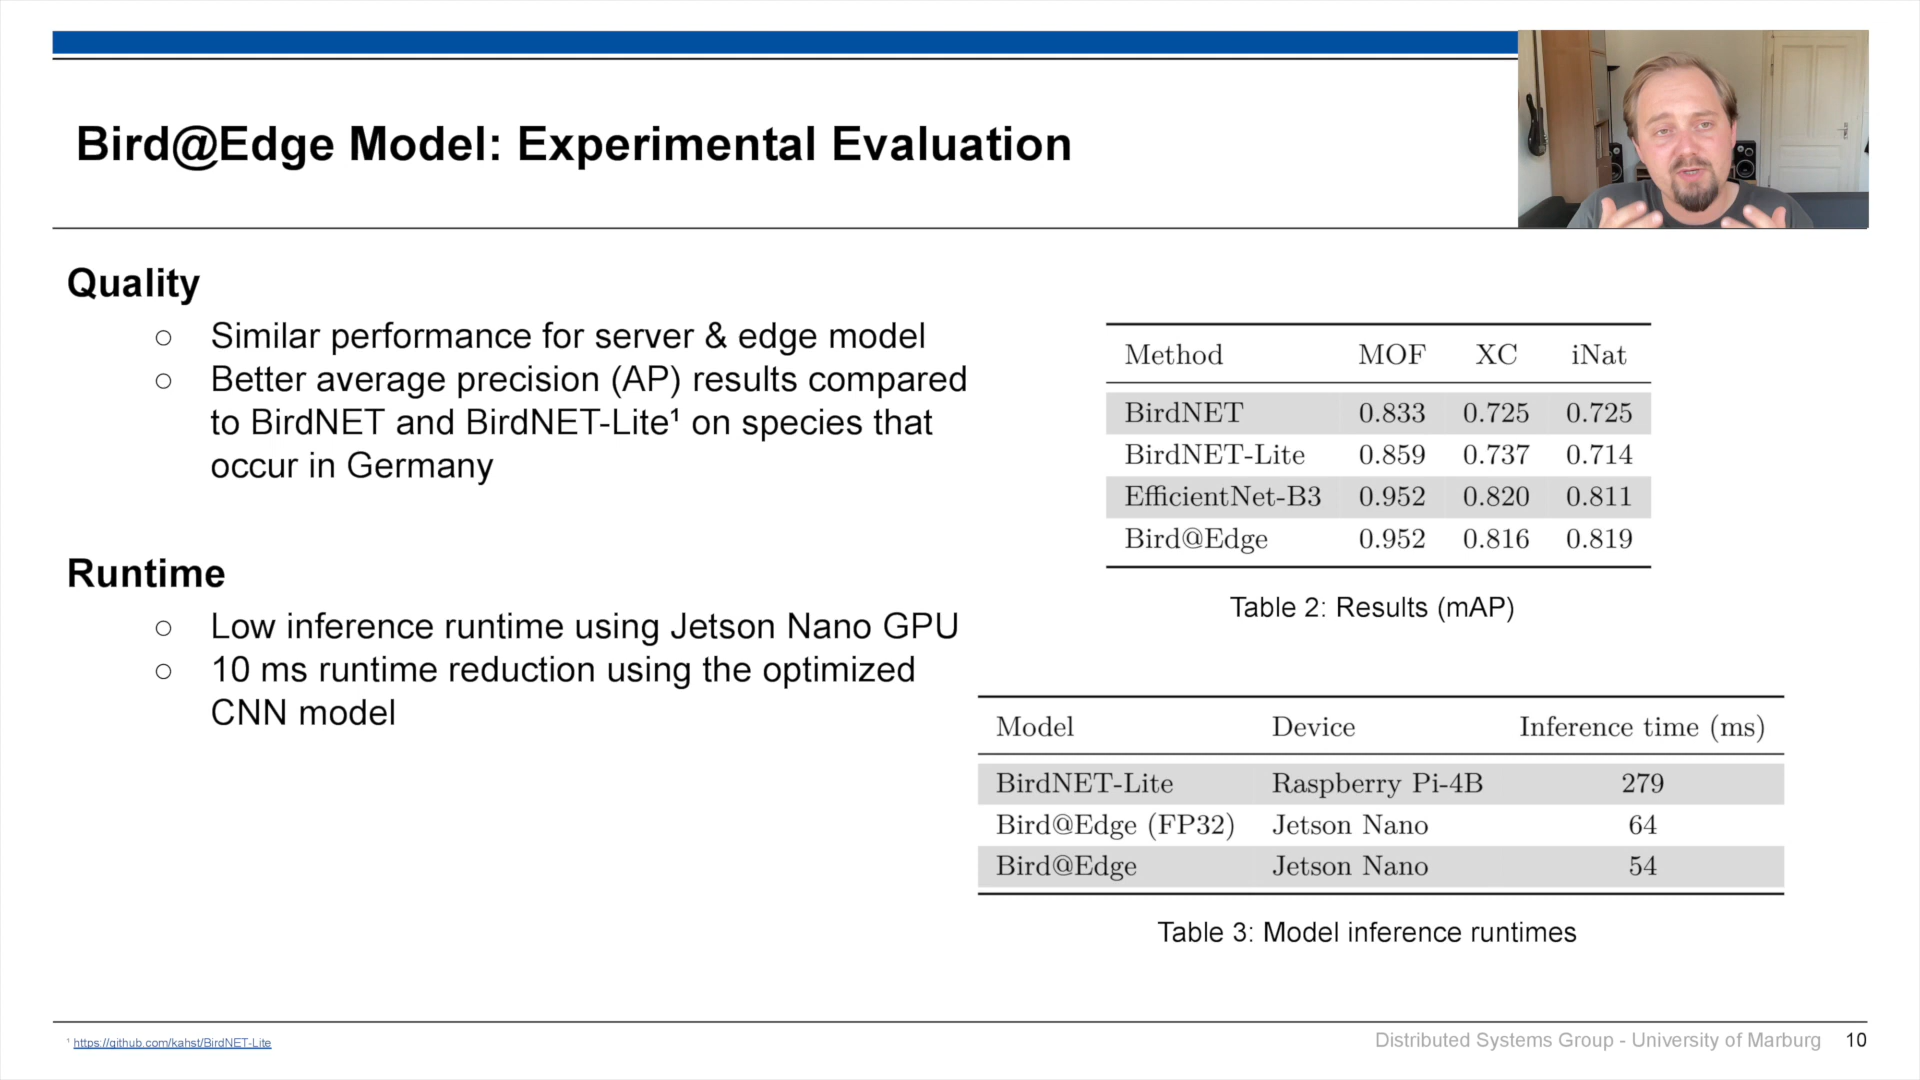 Bird@Edge Model: Experimental Evaluation
Quality
○ Similar performance for server & edge model
○ Better average precision (AP) results compared
to BirdNET and BirdNET-Lite¹ on species that
occur in Germany
Runtime
○ Low inference runtime using Jetson Nano GPU
○ 10 ms runtime reduction using the optimized
CNN model
Method MOF XC iNat
BirdNET 0.833 0.725 0.725
BirdNET-Lite 0.859 0.737 0.714
EfficientNet-B3 0.952 0.820 0.811
Bird@Edge 0.952 0.816 0.819
Table 2: Results (mAP)
Model Device Inference time (ms)
BirdNET-Lite Raspberry Pi-4B 279
Bird@Edge (FP32) Jetson Nano 64
Bird@Edge Jetson Nano 54
Table 3: Model inference runtimes
¹ https://github.com/kahst/BirdNET-Lite
Distributed Systems Group - University of Marburg 10